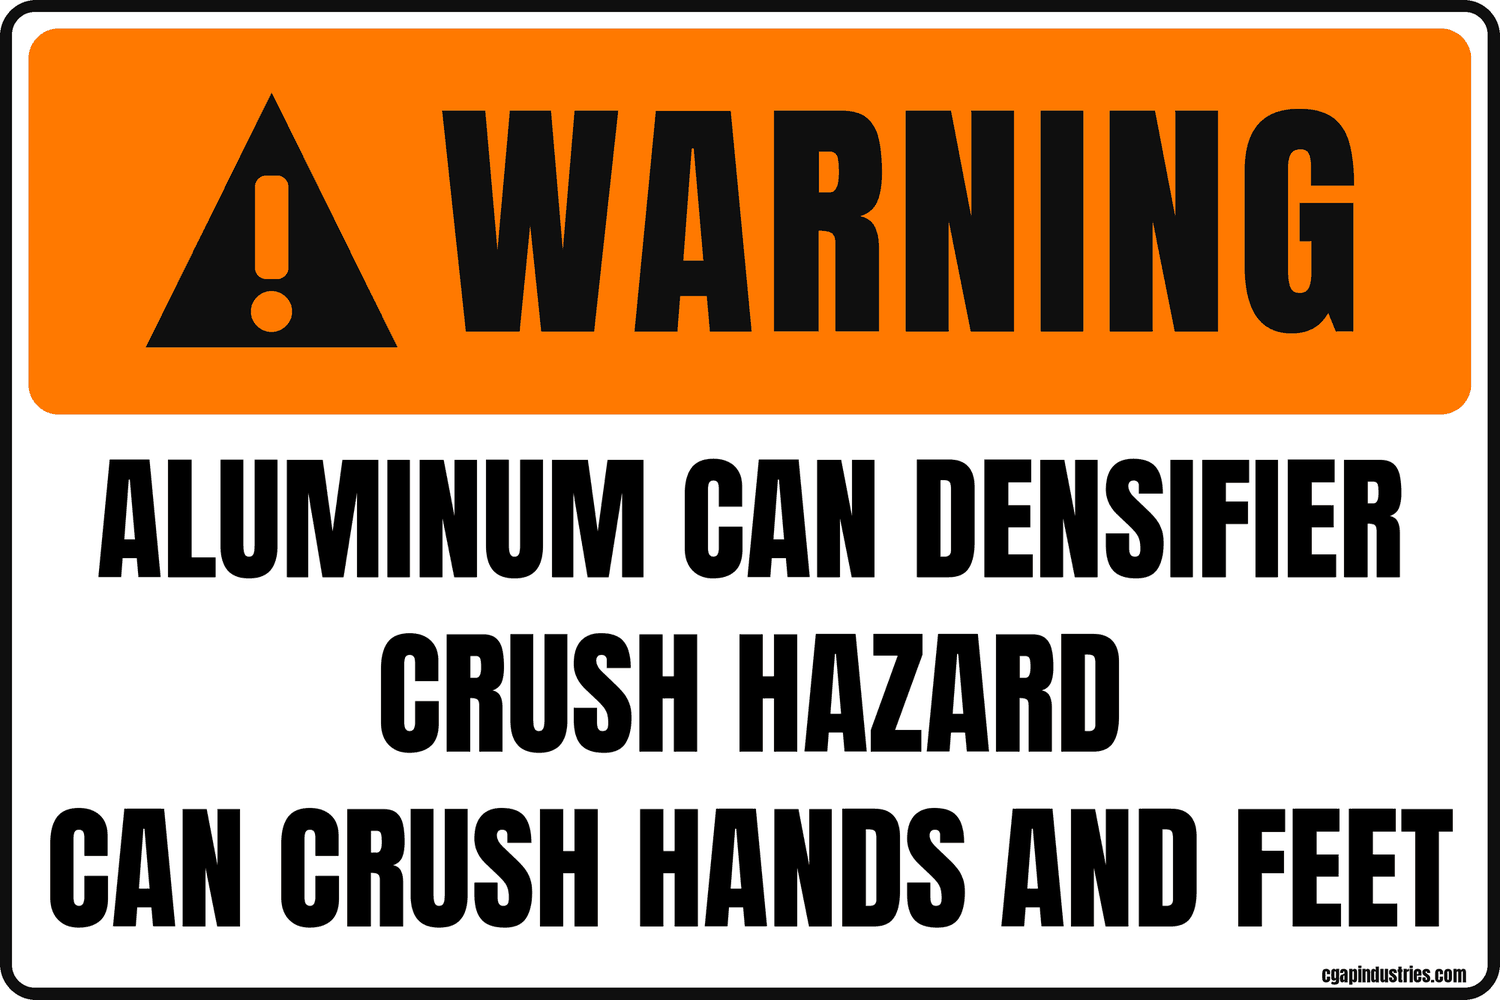 WARNING
ALUMINUM CAN DENSIFIER
CRUSH HAZARD
CAN CRUSH HANDS AND FEET
cgapindustries.com